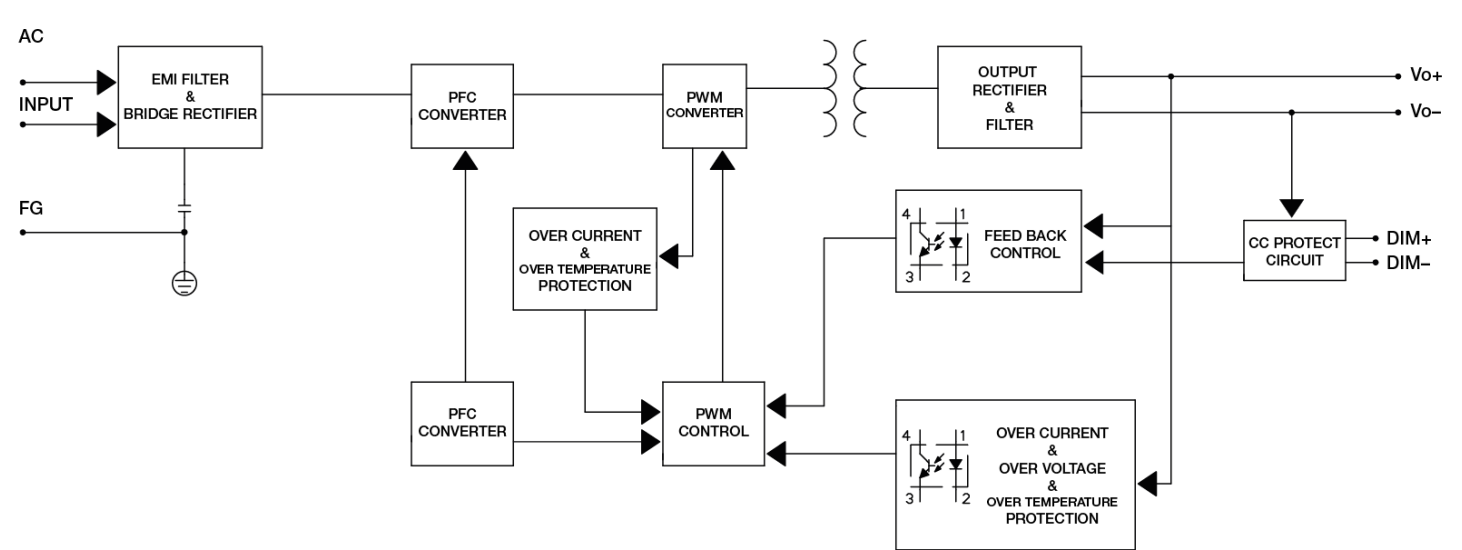 AC
INPUT
FG
EMI FILTER
&
BRIDGE RECTIFIER
PFC
CONVERTER
PWM
CONVERTER
OUTPUT
RECTIFIER
&
FILTER
Vo+
Vo–
OVER CURRENT
&
OVER TEMPERATURE
PROTECTION
4
1
3
2
FEED BACK
CONTROL
CC PROTECT
CIRCUIT
DIM+
DIM–
PFC
CONVERTER
PWM
CONTROL
4
1
3
2
OVER CURRENT
&
OVER VOLTAGE
&
OVER TEMPERATURE
PROTECTION